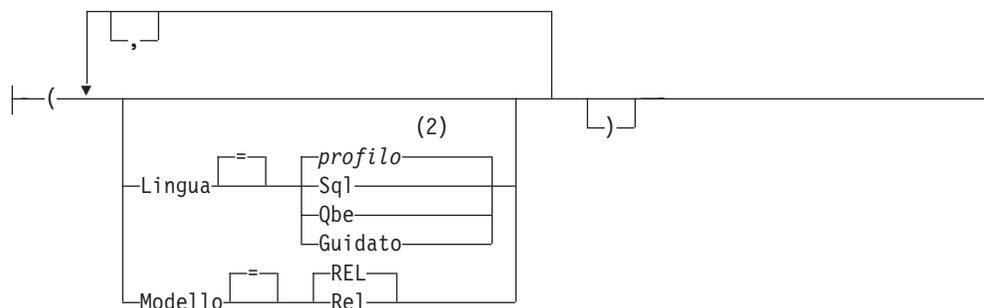 ,
(
(2)
=
profilo
)
Lingua Sql
Qbe
Guidato
= REL
Modello Rel